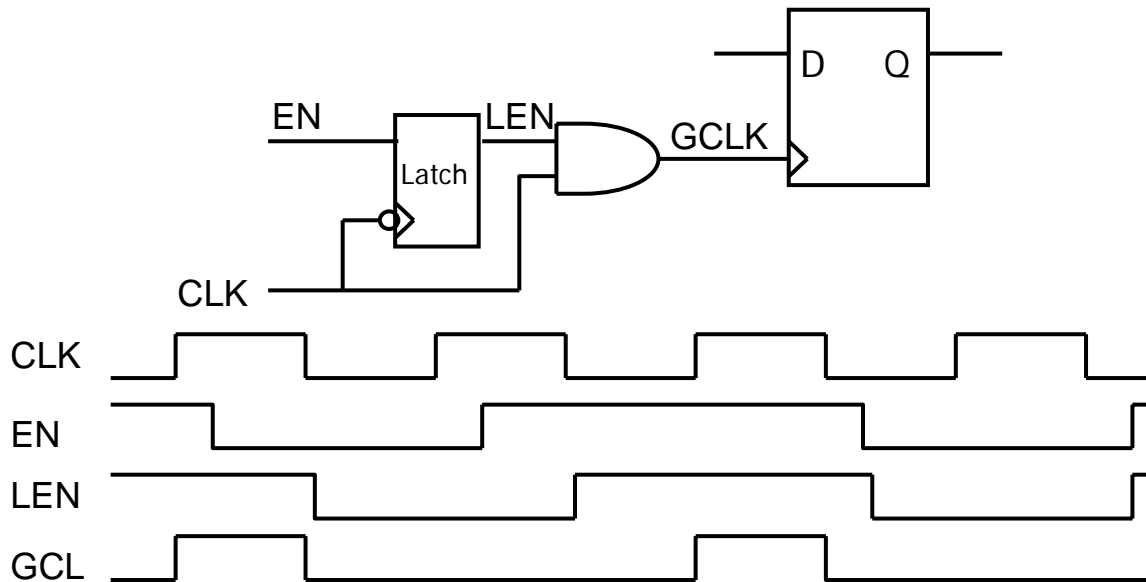 D Q
EN LEN GCLK
Latch
CLK
CLK
EN
LEN
GCL